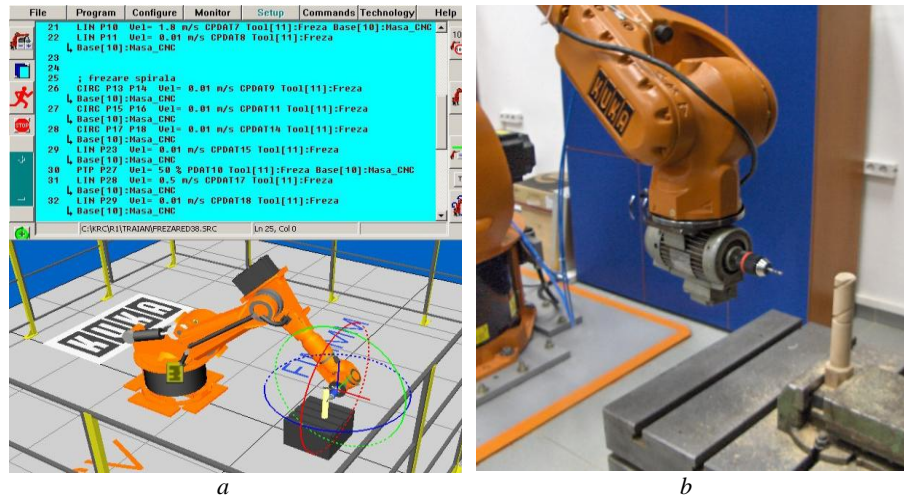 File Program Configure Monitor Setup Commands Technology Help
21 LIN P10 Vel= 1.8 m/s CPDAT7 Tool[11]:Freza Base[10]:Masa_CNC
22 LIN P11 Vel= 0.01 m/s CPDAT8 Tool[11]:Freza
Base[10]:Masa_CNC
23
24
25 ; frezare spirala
26 CIRC P13 P14 Vel= 0.01 m/s CPDAT9 Tool[11]:Freza
Base[10]:Masa_CNC
27 CIRC P15 P16 Vel= 0.01 m/s CPDAT11 Tool[11]:Freza
Base[10]:Masa_CNC
28 CIRC P17 P18 Vel= 0.01 m/s CPDAT14 Tool[11]:Freza
Base[10]:Masa_CNC
29 LIN P23 Vel= 0.01 m/s CPDAT15 Tool[11]:Freza
Base[10]:Masa_CNC
30 PTP P27 Vel= 50 % PDAT10 Tool[11]:Freza Base[10]:Masa_CNC
31 LIN P28 Vel= 0.5 m/s CPDAT17 Tool[11]:Freza
Base[10]:Masa_CNC
32 LIN P29 Vel= 0.01 m/s CPDAT18 Tool[11]:Freza
Base[10]:Masa_CNC
C:\KRC\R1\TRAIAN\FREZARED38.SRC Ln 25, Col 0
STOP
KUKA
KUKA
a
b